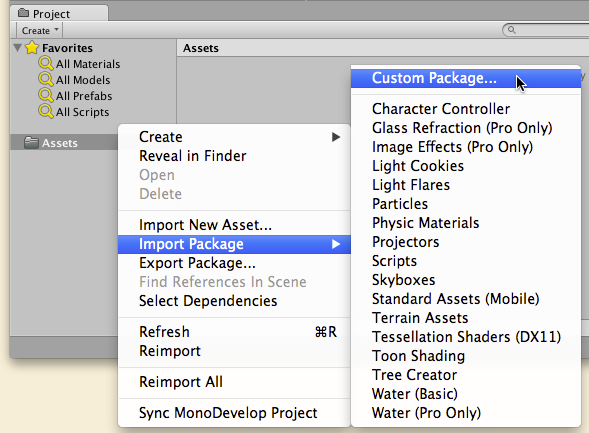 Project
Create
Favorites
All Materials
All Models
All Prefabs
All Scripts
Assets
Assets
Create
Reveal in Finder
Open
Delete
Import New Asset...
Import Package
Export Package...
Find References In Scene
Select Dependencies
Refresh ⌘R
Reimport
Reimport All
Sync MonoDevelop Project
Custom Package...
Character Controller
Glass Refraction (Pro Only)
Image Effects (Pro Only)
Light Cookies
Light Flares
Particles
Physic Materials
Projectors
Scripts
Skyboxes
Standard Assets (Mobile)
Terrain Assets
Tessellation Shaders (DX11)
Toon Shading
Tree Creator
Water (Basic)
Water (Pro Only)